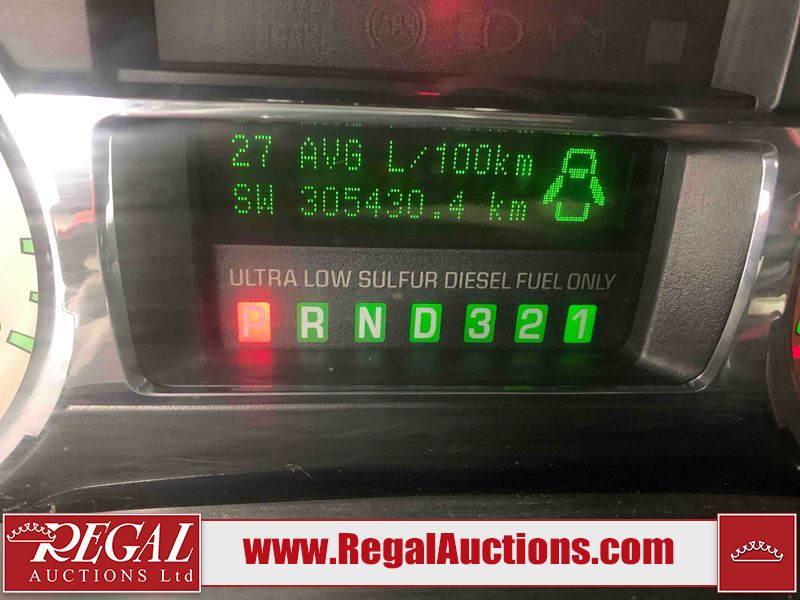 27 AVG L/100km
SW 305430.4 km
ULTRA LOW SULFUR DIESEL FUEL ONLY
P R N D 3 2 1
REGAL
AUCTIONS Ltd
www.RegalAuctions.com